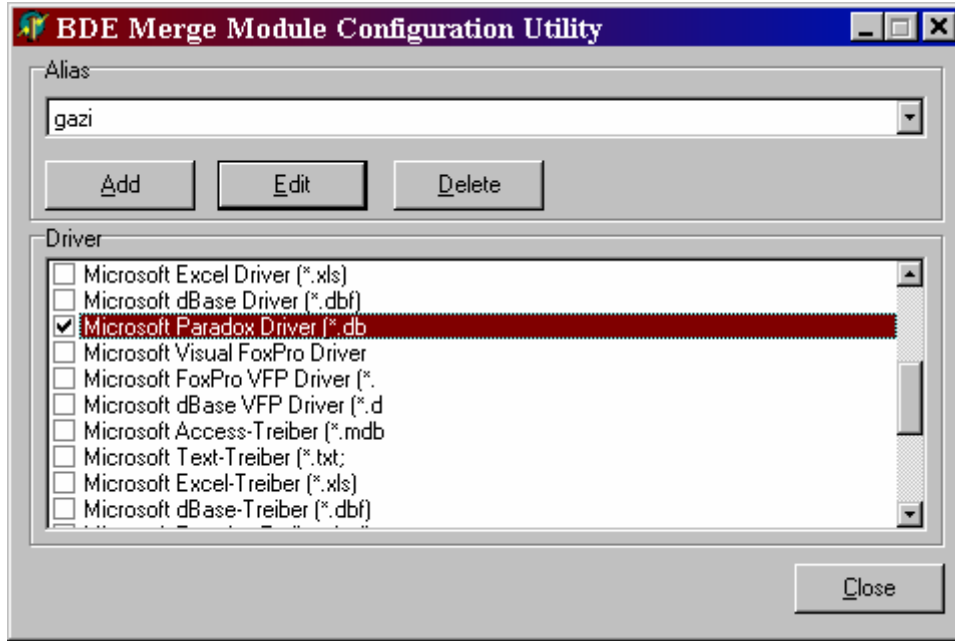 BDE Merge Module Configuration Utility
Alias
gazi
Add Edit Delete
Driver
Microsoft Excel Driver (*.xls)
Microsoft dBase Driver (*.dbf)
Microsoft Paradox Driver (*.db
Microsoft Visual FoxPro Driver
Microsoft FoxPro VFP Driver (*.
Microsoft dBase VFP Driver (*.d
Microsoft Access-Treiber (*.mdb
Microsoft Text-Treiber (*.txt;
Microsoft Excel-Treiber (*.xls)
Microsoft dBase-Treiber (*.dbf)
Close